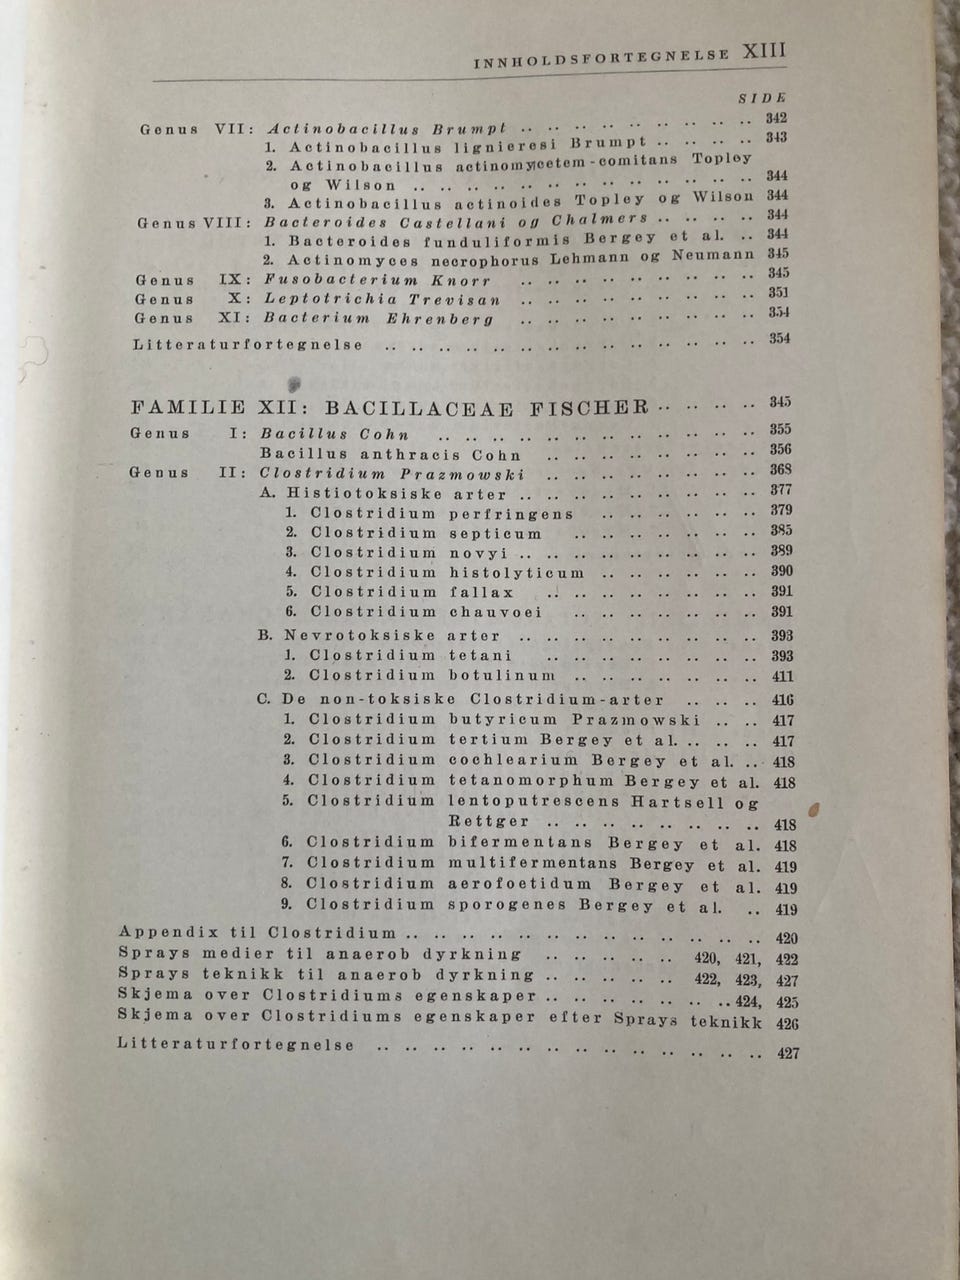 INNHOLDSFORTEGNELSE XIII
SIDE
Genus VII: Actinobacillus Brumpt .. .. .. .. .. .. .. .. .. 342
1. Actinobacillus lignieresi Brumpt .. .. .. .. 343
2. Actinobacillus actinomycetem-comitans Topley
og Wilson .. .. .. .. .. .. .. .. .. .. .. .. .. 344
3. Actinobacillus actinoides Topley og Wilson 344
Genus VIII: Bacteroides Castellani og Chalmers .. .. .. .. 344
1. Bacteroides funduliformis Bergey et al. .. 344
2. Actinomyces necrophorus Lehmann og Neumann 345
Genus IX: Fusobacterium Knorr .. .. .. .. .. .. .. .. .. 345
Genus X: Leptotrichia Trevisan .. .. .. .. .. .. .. .. .. 351
Genus XI: Bacterium Ehrenberg .. .. .. .. .. .. .. .. .. 354
Litteraturfortegnelse .. .. .. .. .. .. .. .. .. .. .. .. .. .. 354
FAMILIE XII: BACILLACEAE FISCHER .. .. .. .. 345
Genus I: Bacillus Cohn .. .. .. .. .. .. .. .. .. .. .. .. 355
Bacillus anthracis Cohn .. .. .. .. .. .. .. .. 356
Genus II: Clostridium Prazmowski .. .. .. .. .. .. .. .. 368
A. Histiotoksiske arter .. .. .. .. .. .. .. .. .. 377
1. Clostridium perfringens .. .. .. .. .. .. 379
2. Clostridium septicum .. .. .. .. .. .. .. 385
3. Clostridium novyi .. .. .. .. .. .. .. .. .. 389
4. Clostridium histolyticum .. .. .. .. .. .. 390
5. Clostridium fallax .. .. .. .. .. .. .. .. 391
6. Clostridium chauvoei .. .. .. .. .. .. .. 391
B. Nevrotoksiske arter .. .. .. .. .. .. .. .. .. 393
1. Clostridium tetani .. .. .. .. .. .. .. .. 393
2. Clostridium botulinum .. .. .. .. .. .. .. 411
C. De non-toksiske Clostridium-arter .. .. .. 416
1. Clostridium butyricum Prazmowski .. .. 417
2. Clostridium tertium Bergey et al. .. .. .. 417
3. Clostridium cochlearium Bergey et al. .. 418
4. Clostridium tetanomorphum Bergey et al. 418
5. Clostridium lentoputrescens Hartsell og
Rettger .. .. .. .. .. .. .. .. 418
6. Clostridium bifermentans Bergey et al. 418
7. Clostridium multifermentans Bergey et al. 419
8. Clostridium aerofoetidum Bergey et al. 419
9. Clostridium sporogenes Bergey et al. .. 419
Appendix til Clostridium .. .. .. .. .. .. .. .. .. .. .. .. .. 420
Sprays medier til anaerob dyrkning .. .. .. .. .. 420, 421, 422
Sprays teknikk til anaerob dyrkning .. .. .. .. .. 422, 423, 427
Skjema over Clostridiums egenskaper .. .. .. .. .. .. .. 424, 425
Skjema over Clostridiums egenskaper efter Sprays teknikk 426
Litteraturfortegnelse .. .. .. .. .. .. .. .. .. .. .. .. .. .. 427